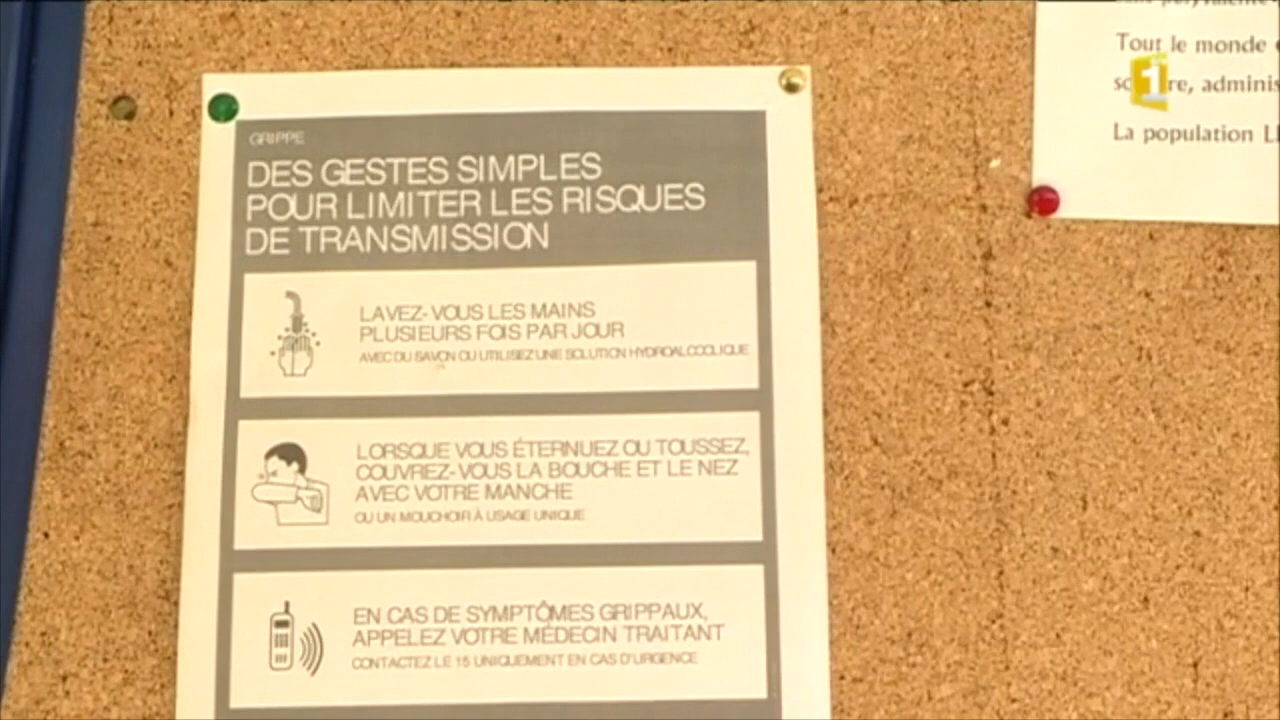 GRIPPE
DES GESTES SIMPLES
POUR LIMITER LES RISQUES
DE TRANSMISSION
LAVEZ-VOUS LES MAINS
PLUSIEURS FOIS PAR JOUR
AVEC DU SAVON OU UTILISEZ UNE SOLUTION HYDROALCOOLIQUE
LORSQUE VOUS ÉTERNUEZ OU TOUSSEZ,
COUVREZ-VOUS LA BOUCHE ET LE NEZ
AVEC VOTRE MANCHE
OU UN MOUCHOIR À USAGE UNIQUE
EN CAS DE SYMPTÔMES GRIPPAUX,
APPELEZ VOTRE MÉDECIN TRAITANT
CONTACTEZ LE 15 UNIQUEMENT EN CAS D'URGENCE
Tout le monde
1
adminis
La population L